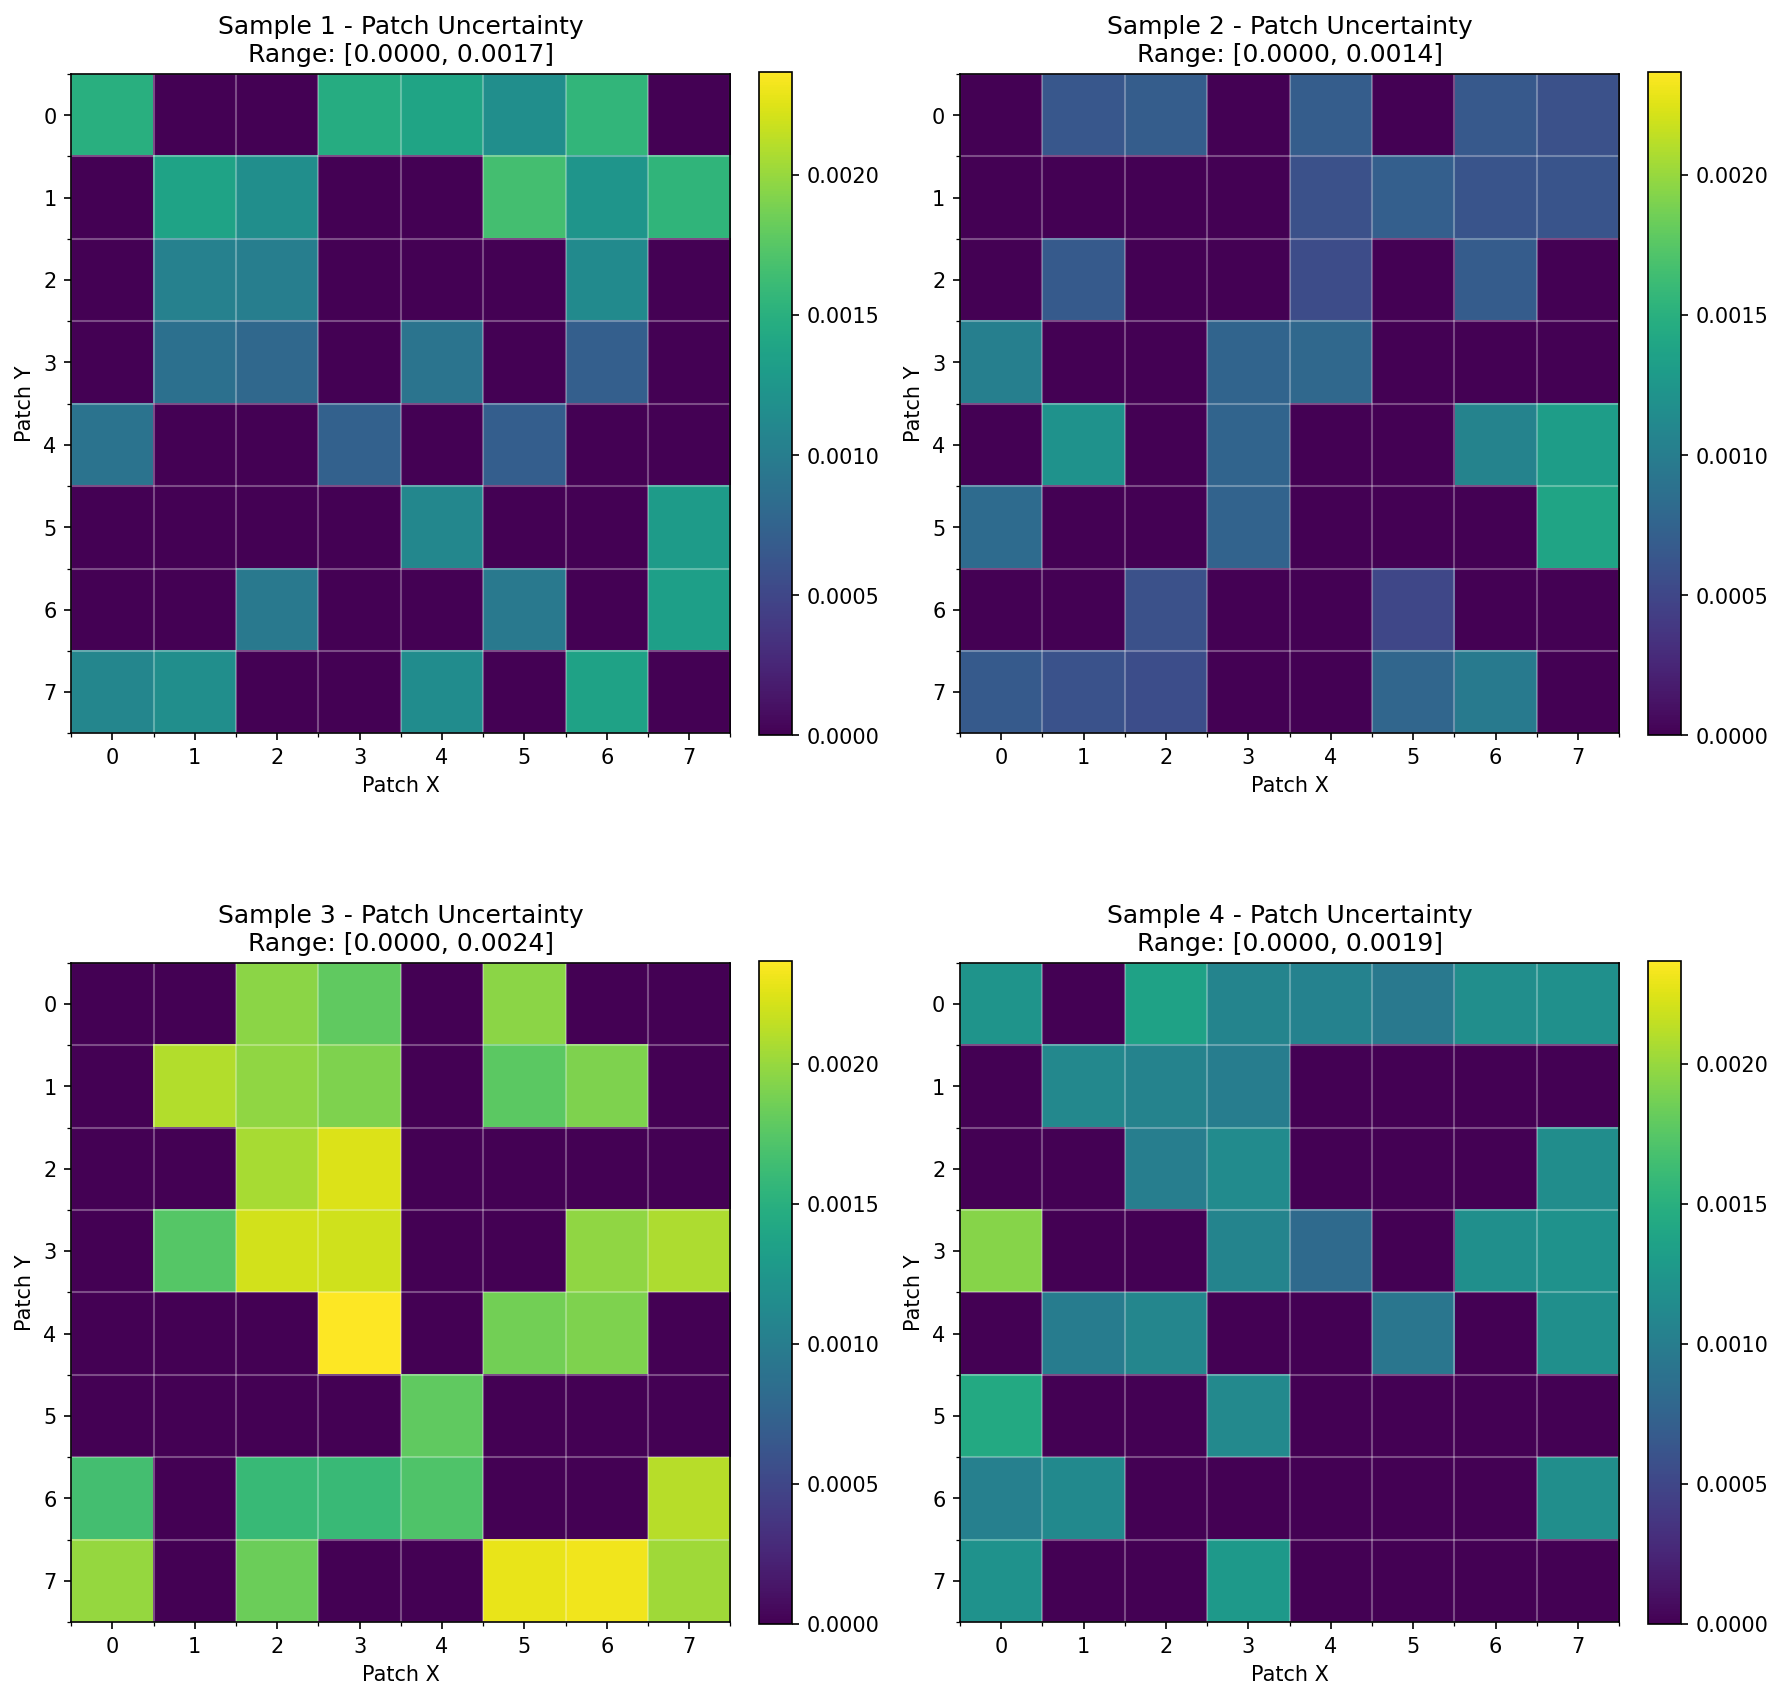 Sample 1 - Patch Uncertainty
Range: [0.0000, 0.0017]
Patch Y
0
1
2
3
4
5
6
7
0 1 2 3 4 5 6 7
Patch X
0.0020
0.0015
0.0010
0.0005
0.0000
Sample 2 - Patch Uncertainty
Range: [0.0000, 0.0014]
Patch Y
0
1
2
3
4
5
6
7
0 1 2 3 4 5 6 7
Patch X
0.0020
0.0015
0.0010
0.0005
0.0000
Sample 3 - Patch Uncertainty
Range: [0.0000, 0.0024]
Patch Y
0
1
2
3
4
5
6
7
0 1 2 3 4 5 6 7
Patch X
0.0020
0.0015
0.0010
0.0005
0.0000
Sample 4 - Patch Uncertainty
Range: [0.0000, 0.0019]
Patch Y
0
1
2
3
4
5
6
7
0 1 2 3 4 5 6 7
Patch X
0.0020
0.0015
0.0010
0.0005
0.0000